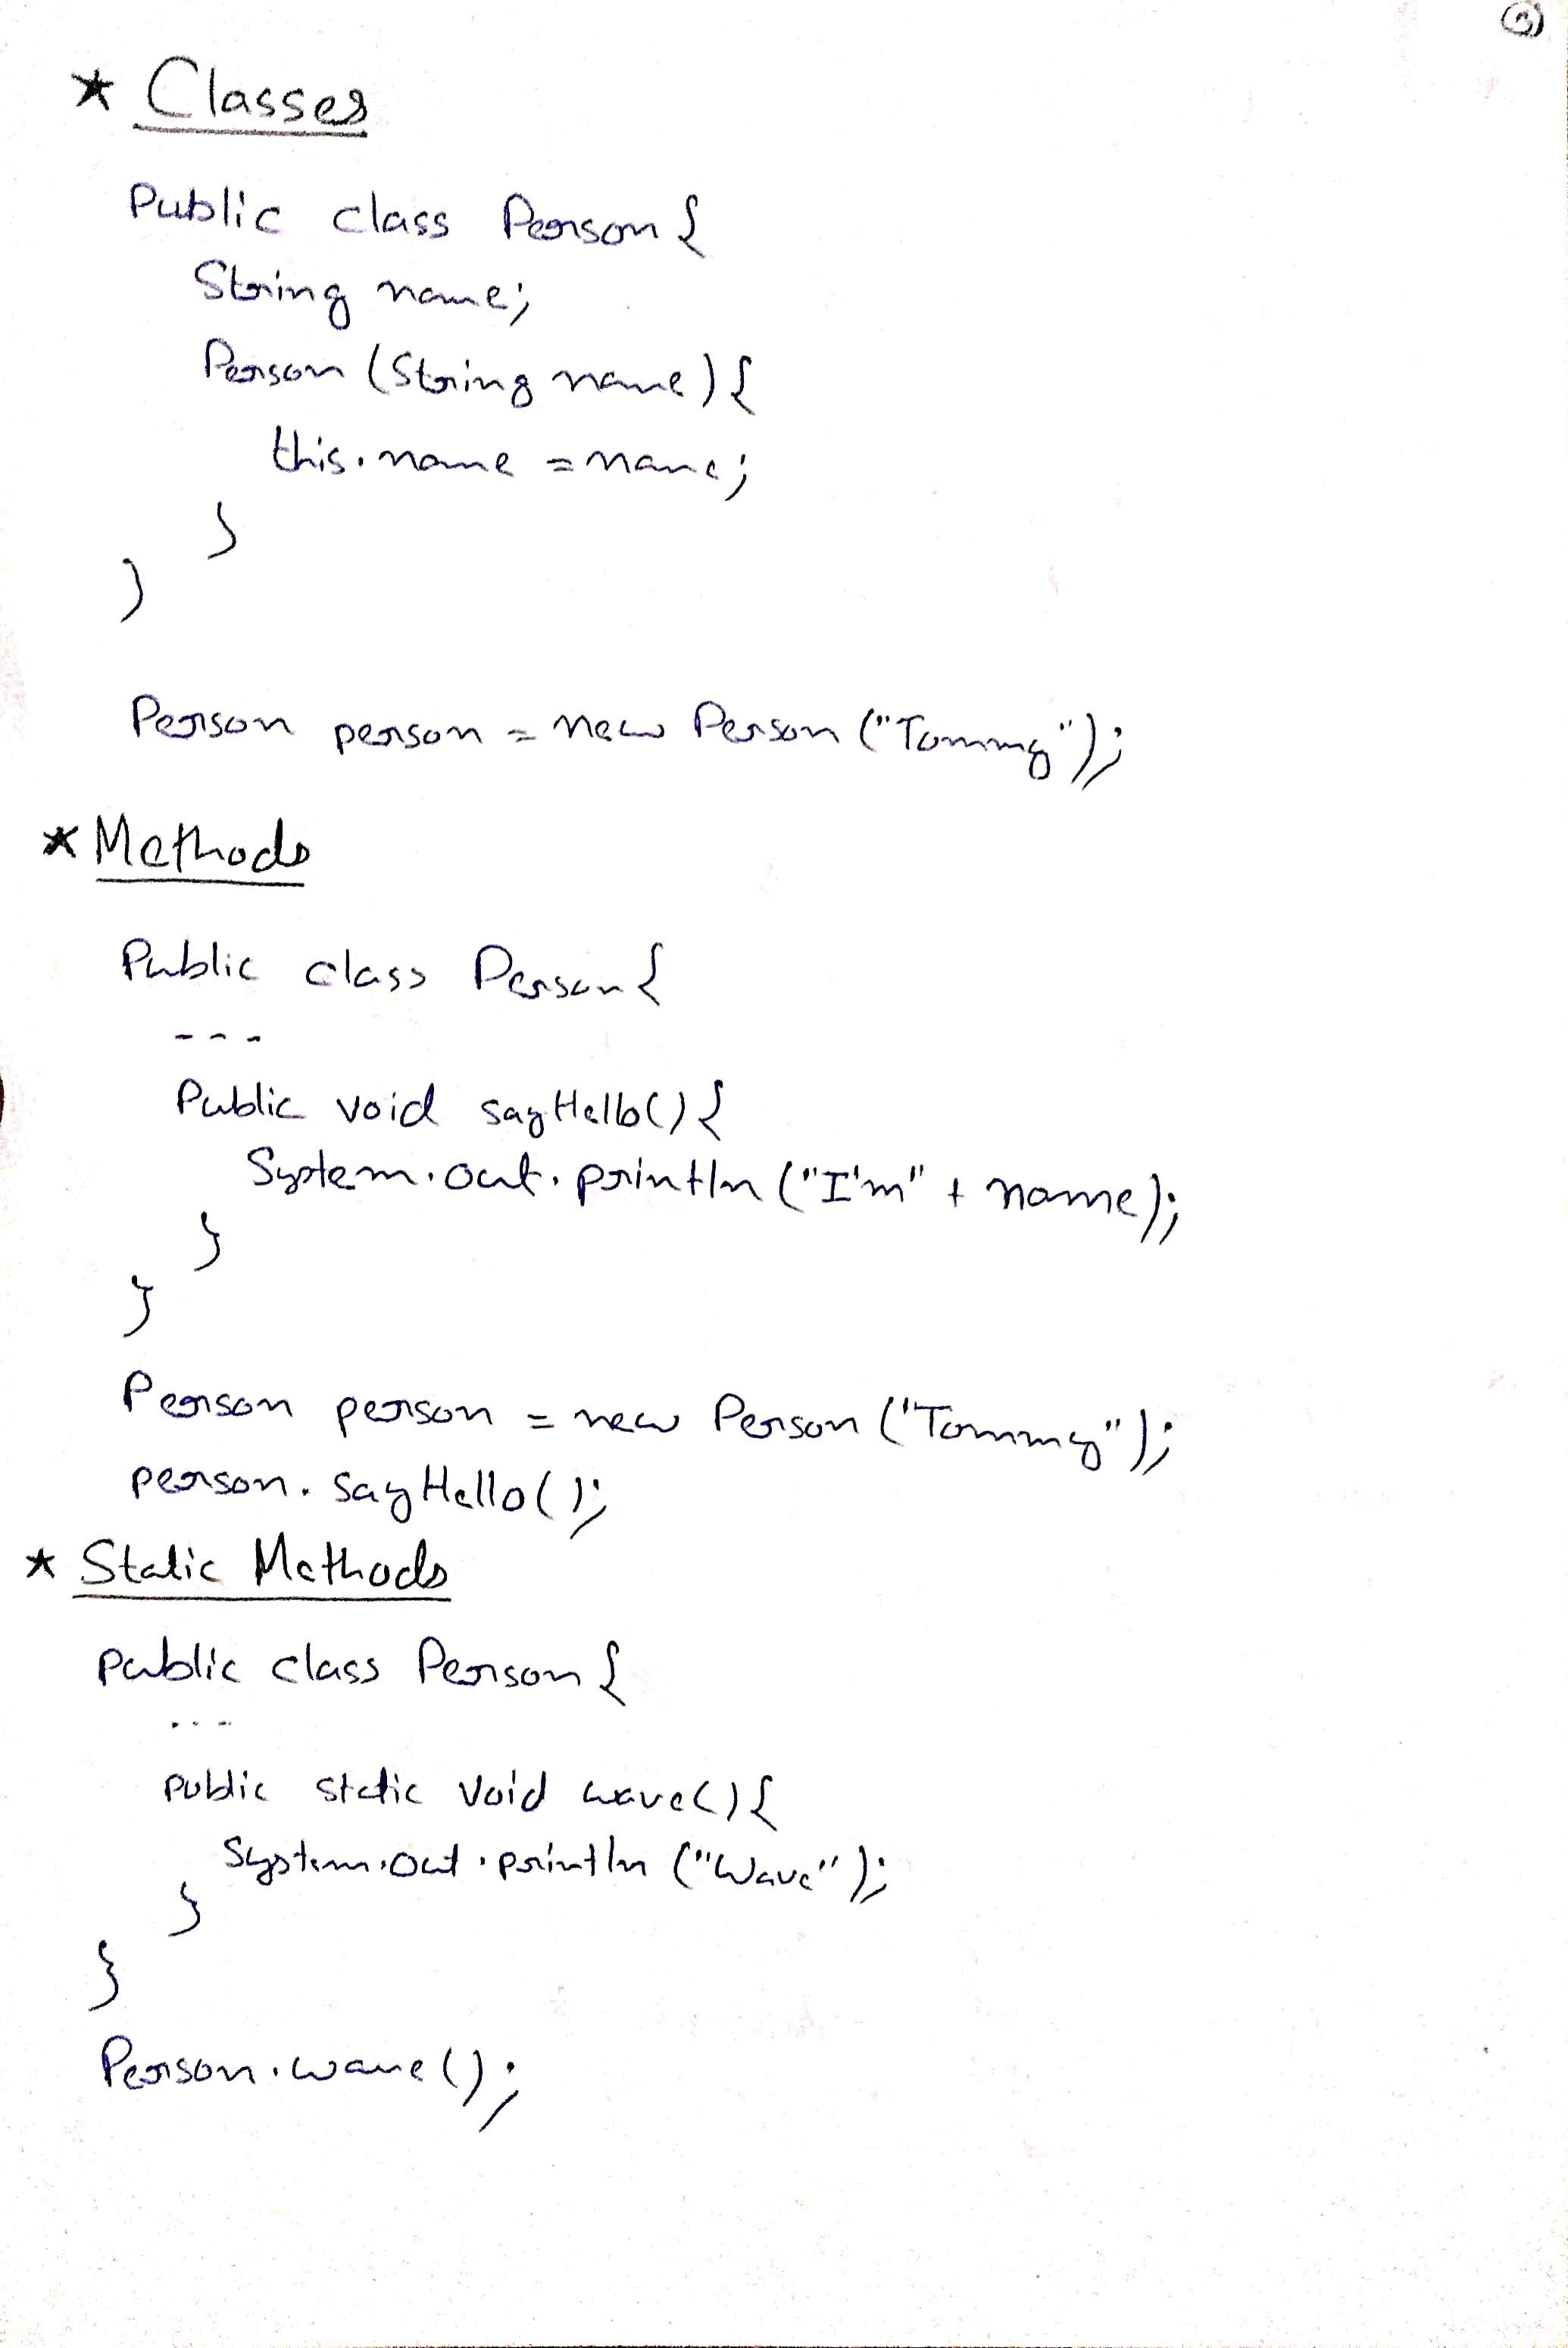 3
* Classes
Public class Person {
String name;
Person (String name) {
this.name = name;
}
}
Person person = new Person ("Tommy");
* Methods
Public class Person {
---
Public void sayHello() {
System.out.println ("I'm" + name);
}
}
Person person = new Person ("Tommy");
person.sayHello();
* Static Methods
public class Person {
...
public static void wave() {
System.out.println ("Wave");
}
}
Person.wave();